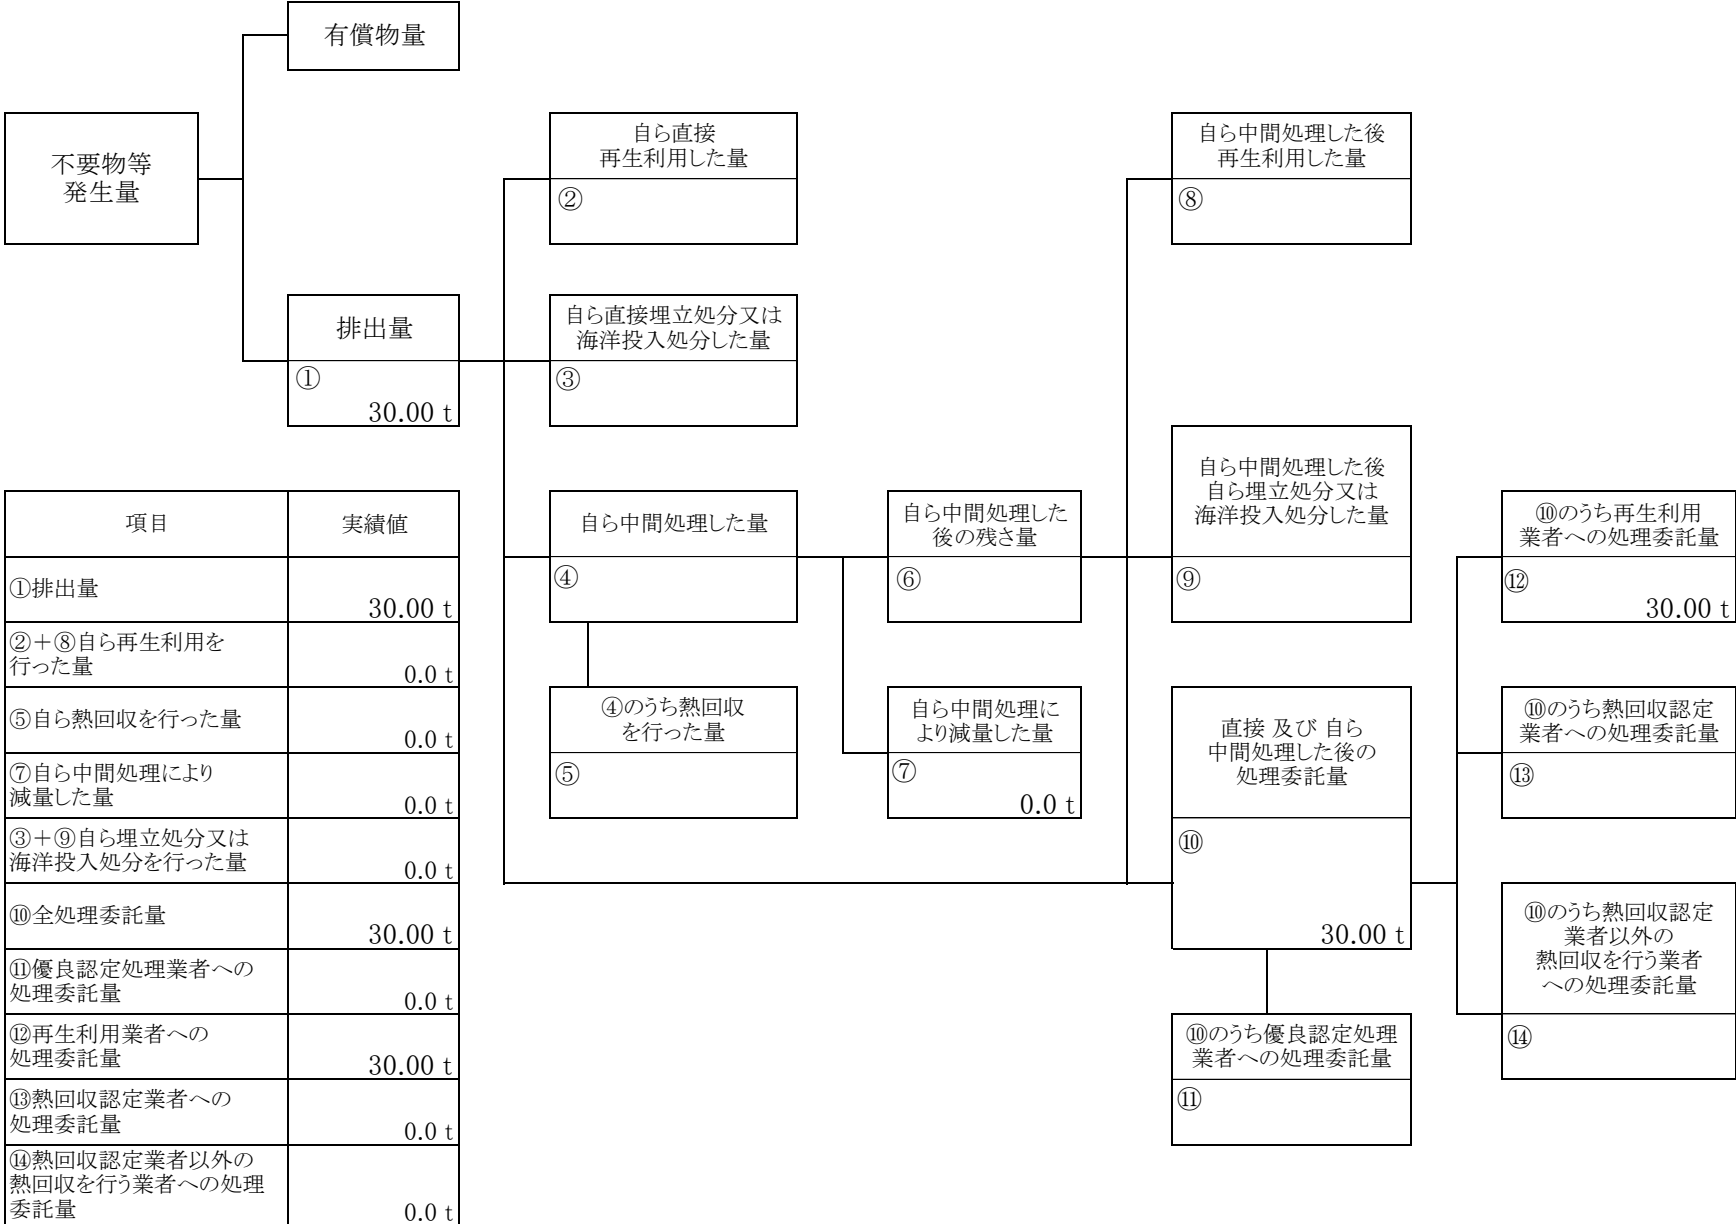 有償物量
不要物等
発生量
自ら直接
再生利用した量
②
自ら中間処理した後
再生利用した量
⑧
排出量
①
30.00 t
自ら直接埋立処分又は
海洋投入処分した量
③
自ら中間処理した量
④
自ら中間処理した
後の残さ量
⑥
自ら中間処理した後
自ら埋立処分又は
海洋投入処分した量
⑨
⑩のうち再生利用
業者への処理委託量
⑫
30.00 t
④のうち熱回収
を行った量
⑤
自ら中間処理に
より減量した量
⑦
0.0 t
直接 及び 自ら
中間処理した後の
処理委託量
⑩
30.00 t
⑩のうち熱回収認定
業者への処理委託量
⑬
⑩のうち熱回収認定
業者以外の
熱回収を行う業者
への処理委託量
⑭
⑩のうち優良認定処理
業者への処理委託量
⑪
項目 実績値
①排出量
30.00 t
②＋⑧自ら再生利用を
行った量
0.0 t
⑤自ら熱回収を行った量
0.0 t
⑦自ら中間処理により
減量した量
0.0 t
③＋⑨自ら埋立処分又は
海洋投入処分を行った量
0.0 t
⑩全処理委託量
30.00 t
⑪優良認定処理業者への
処理委託量
0.0 t
⑫再生利用業者への
処理委託量
30.00 t
⑬熱回収認定業者への
処理委託量
0.0 t
⑭熱回収認定業者以外の
熱回収を行う業者への処理
委託量
0.0 t